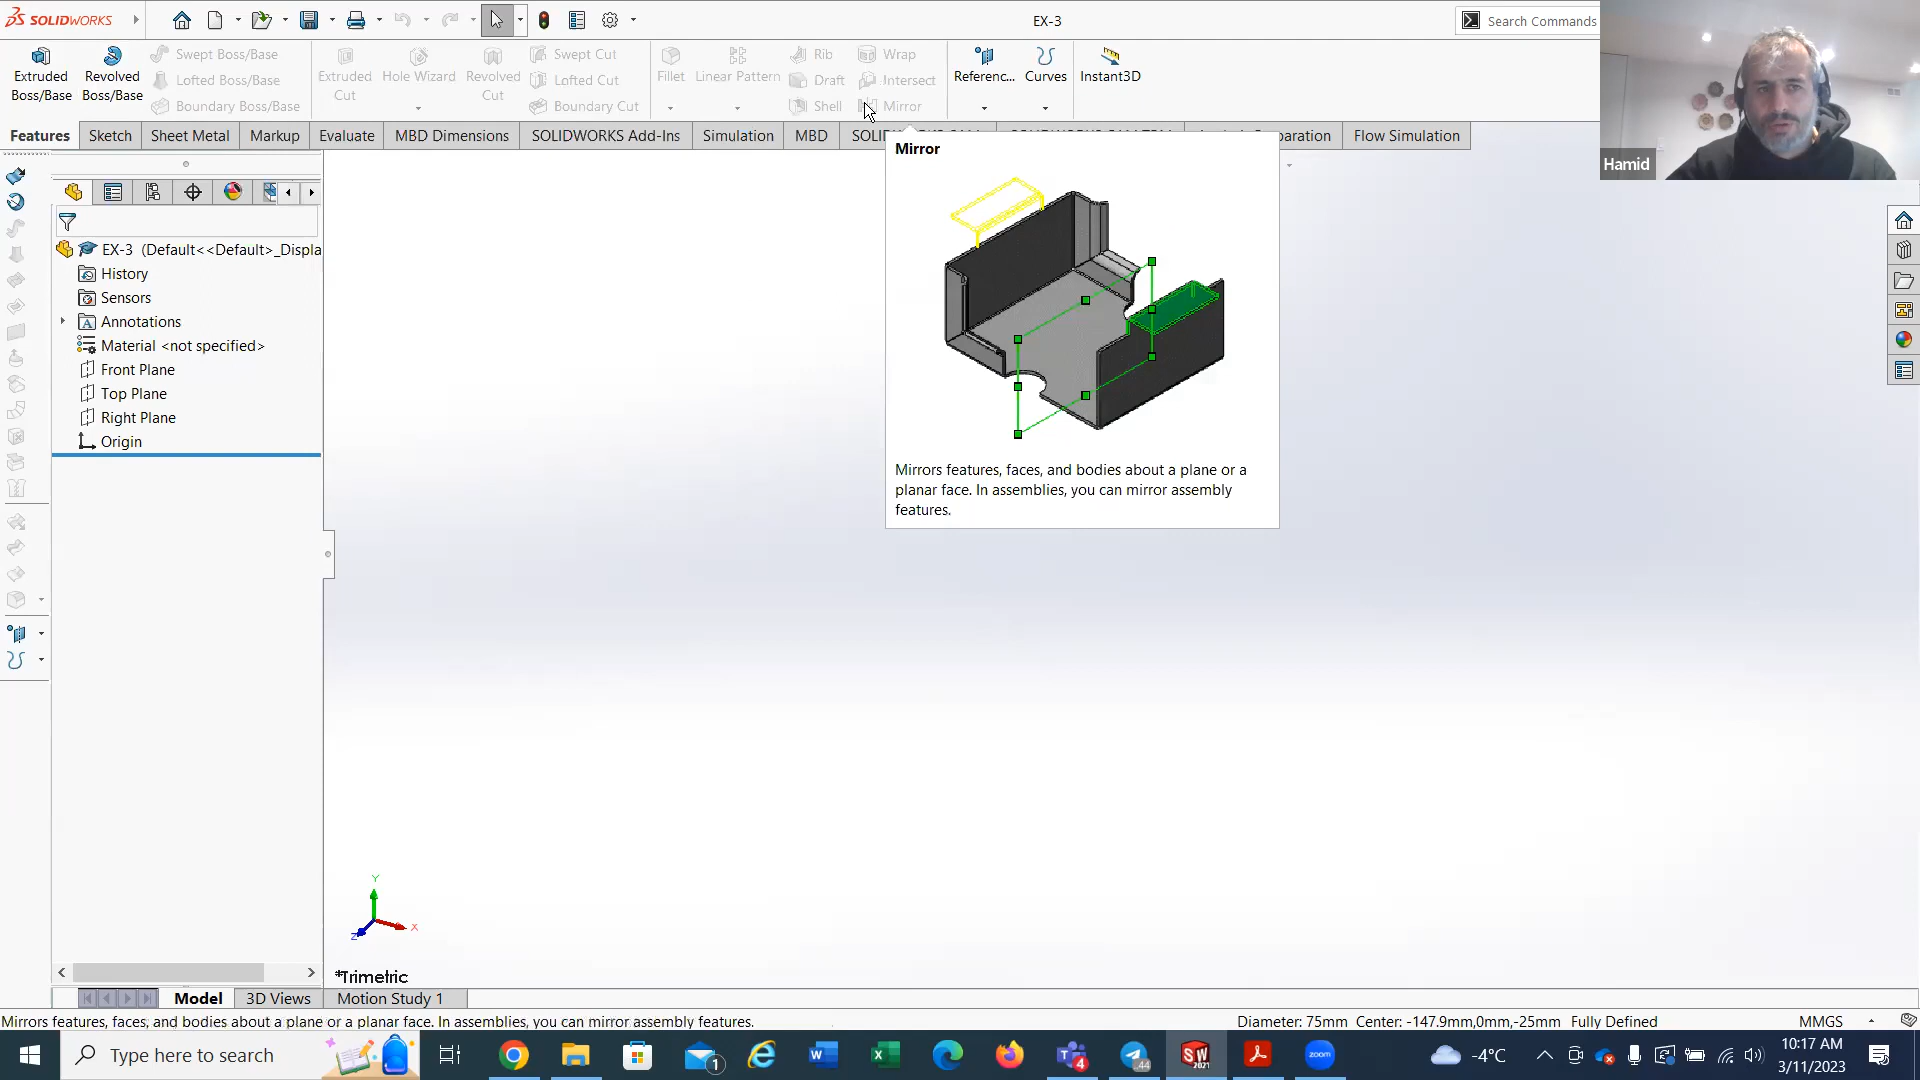 SOLIDWORKS
EX-3
Search Commands
Extruded Boss/Base
Revolved Boss/Base
Swept Boss/Base
Lofted Boss/Base
Boundary Boss/Base
Extruded Cut
Hole Wizard
Revolved Cut
Swept Cut
Lofted Cut
Boundary Cut
Fillet
Linear Pattern
Rib
Draft
Shell
Wrap
Intersect
Mirror
Referenc...
Curves
Instant3D
Features
Sketch
Sheet Metal
Markup
Evaluate
MBD Dimensions
SOLIDWORKS Add-Ins
Simulation
MBD
Flow Simulation
Hamid
Mirror
Mirrors features, faces, and bodies about a plane or a
planar face. In assemblies, you can mirror assembly
features.
EX-3 (Default<<Default>_Displa
History
Sensors
Annotations
Material <not specified>
Front Plane
Top Plane
Right Plane
Origin
Y
X
Z
*Trimetric
Model
3D Views
Motion Study 1
Mirrors features, faces, and bodies about a plane or a planar face. In assemblies, you can mirror assembly features.
Diameter: 75mm Center: -147.9mm,0mm,-25mm Fully Defined
MMGS
Type here to search
1
4
44
SW
2021
zoom
-4°C
10:17 AM
3/11/2023